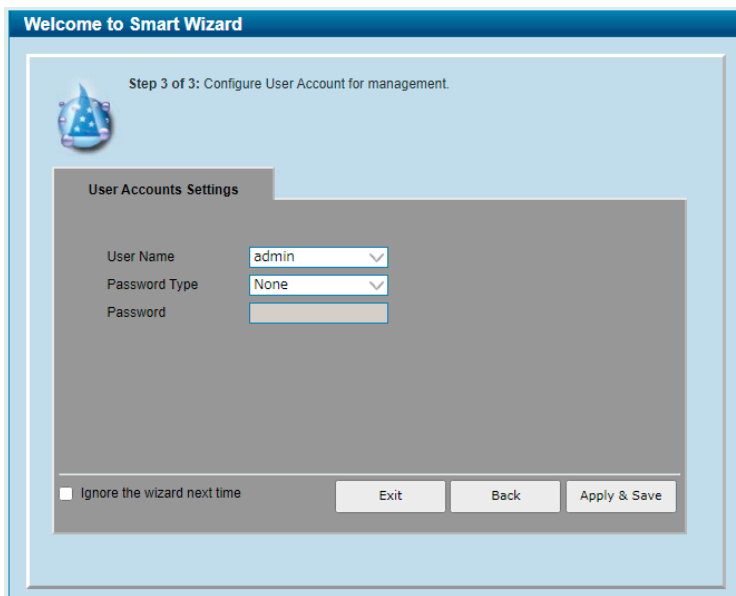 Welcome to Smart Wizard
Step 3 of 3: Configure User Account for management.
User Accounts Settings
User Name admin
Password Type None
Password
Ignore the wizard next time Exit Back Apply & Save